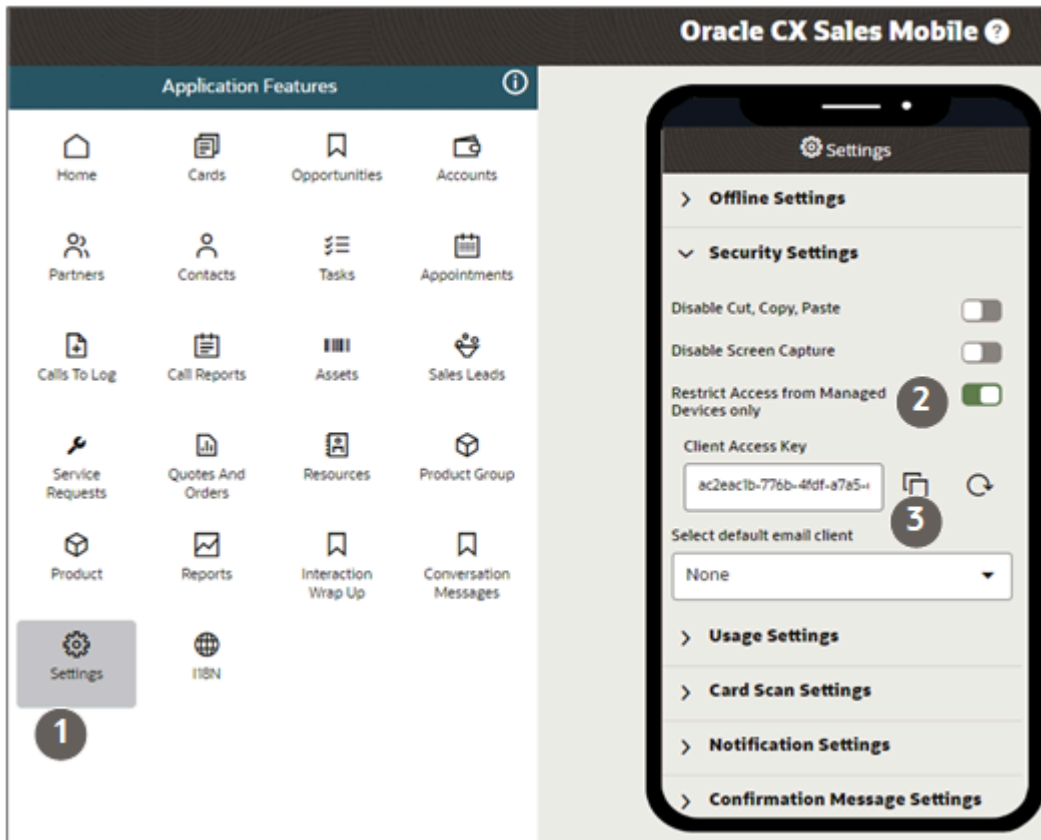 Oracle CX Sales Mobile ?
Application Features
Home
Cards
Opportunities
Accounts
Partners
Contacts
Tasks
Appointments
Calls To Log
Call Reports
Assets
Sales Leads
Service
Requests
Quotes And
Orders
Resources
Product Group
Product
Reports
Interaction
Wrap Up
Conversation
Messages
Settings
I18N
1
Settings
Offline Settings
Security Settings
Disable Cut, Copy, Paste
Disable Screen Capture
Restrict Access from Managed
Devices only
2
Client Access Key
ac2eac1b-776b-4fdf-a7a5-
3
Select default email client
None
Usage Settings
Card Scan Settings
Notification Settings
Confirmation Message Settings